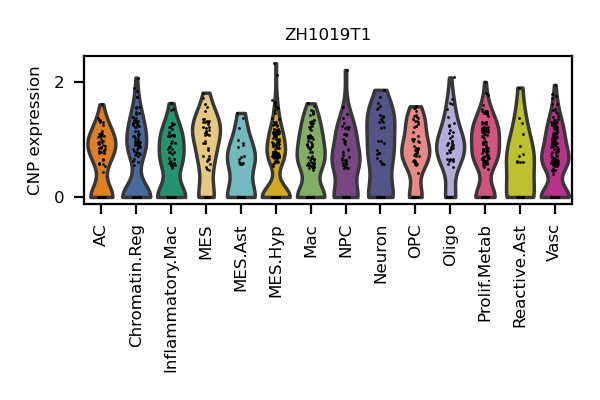 ZH1019T1
CNP expression
2
0
AC
Chromatin.Reg
Inflammatory.Mac
MES
MES.Ast
MES.Hyp
Mac
NPC
Neuron
OPC
Oligo
Prolif.Metab
Reactive.Ast
Vasc